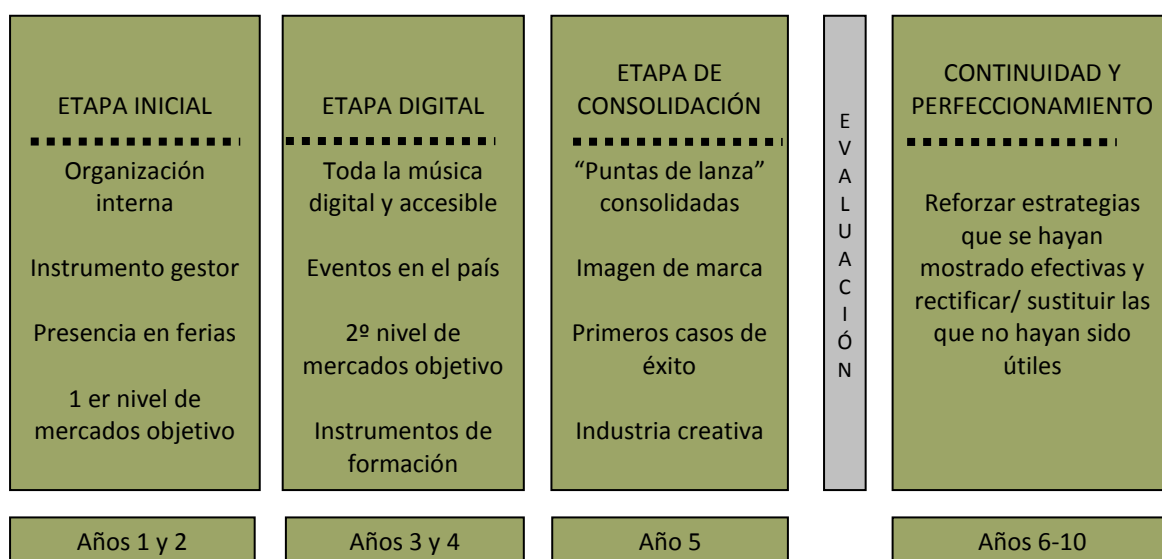 ETAPA INICIAL
Organización
interna
Instrumento gestor
Presencia en ferias
1 er nivel de
mercados objetivo
Años 1 y 2
ETAPA DIGITAL
Toda la música
digital y accesible
Eventos en el país
2º nivel de
mercados objetivo
Instrumentos de
formación
Años 3 y 4
ETAPA DE
CONSOLIDACIÓN
“Puntas de lanza”
consolidadas
Imagen de marca
Primeros casos de
éxito
Industria creativa
Año 5
E
V
A
L
U
A
C
I
Ó
N
CONTINUIDAD Y
PERFECCIONAMIENTO
Reforzar estrategias
que se hayan
mostrado efectivas y
rectificar/ sustituir las
que no hayan sido
útiles
Años 6-10